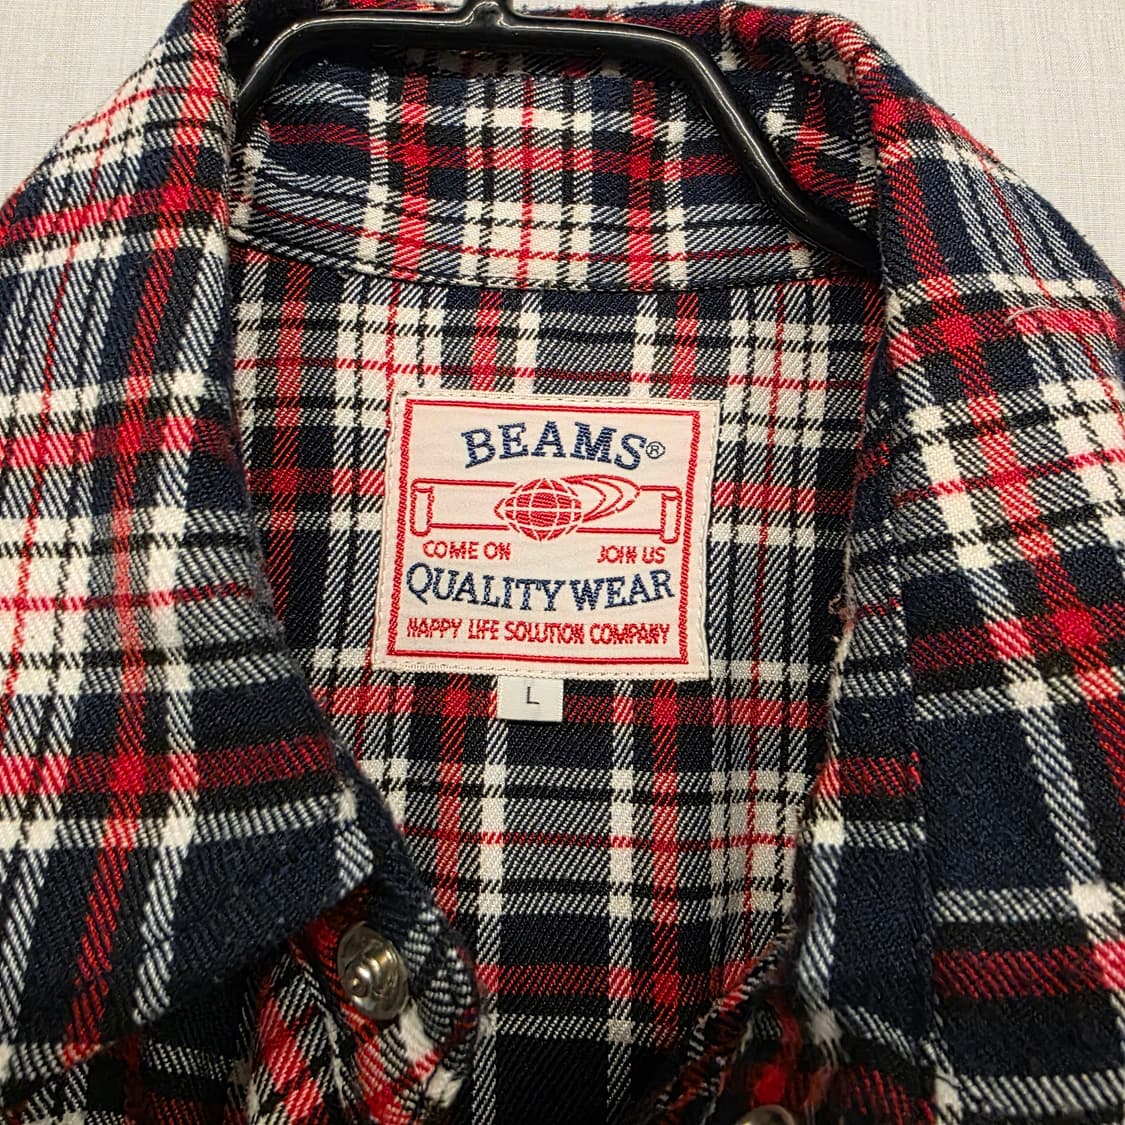 BEAMS®
COME ON JOIN US
QUALITY WEAR
HAPPY LIFE SOLUTION COMPANY
L